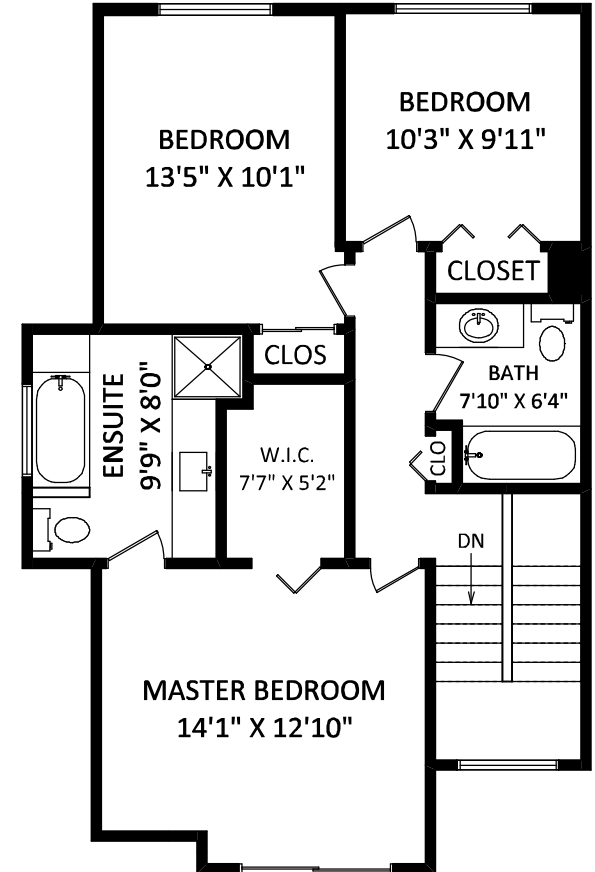 BEDROOM
13'5" X 10'1"
BEDROOM
10'3" X 9'11"
CLOSET
CLOS
ENSUITE
9'9" X 8'0"
BATH
7'10" X 6'4"
W.I.C.
7'7" X 5'2"
CLO
DN
MASTER BEDROOM
14'1" X 12'10"